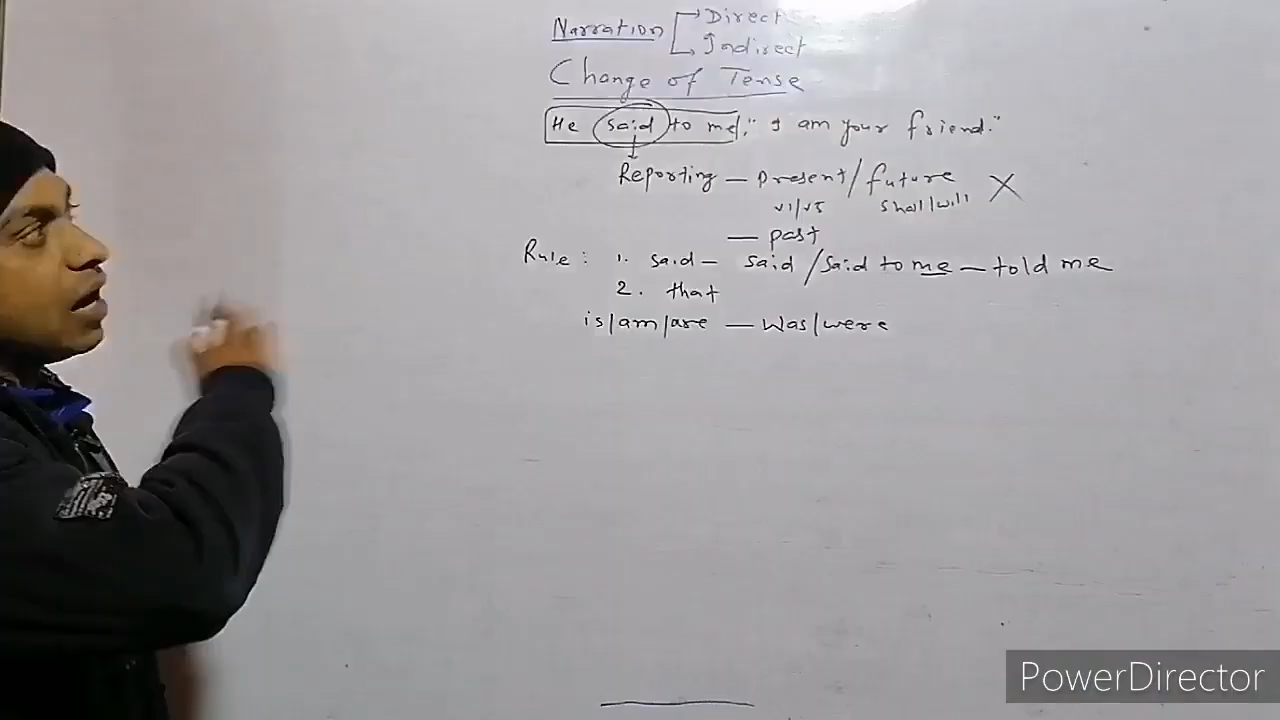 Narration Direct
Indirect
Change of Tense
He said to me, "I am your friend."
Reporting — Present/future X
v1/v5 shall/will
— past
Rule: 1. said — said/said to me — told me
2. that
is/am/are — was/were
PowerDirector